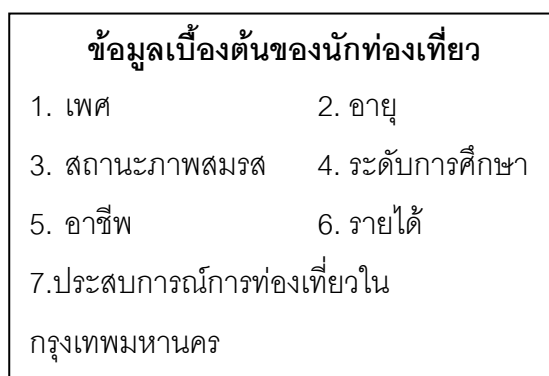 ข้อมูลเบื้องต้นของนักท่องเที่ยว
1. เพศ 2. อายุ
3. สถานะภาพสมรส 4. ระดับการศึกษา
5. อาชีพ 6. รายได้
7.ประสบการณ์การท่องเที่ยวใน
กรุงเทพมหานคร